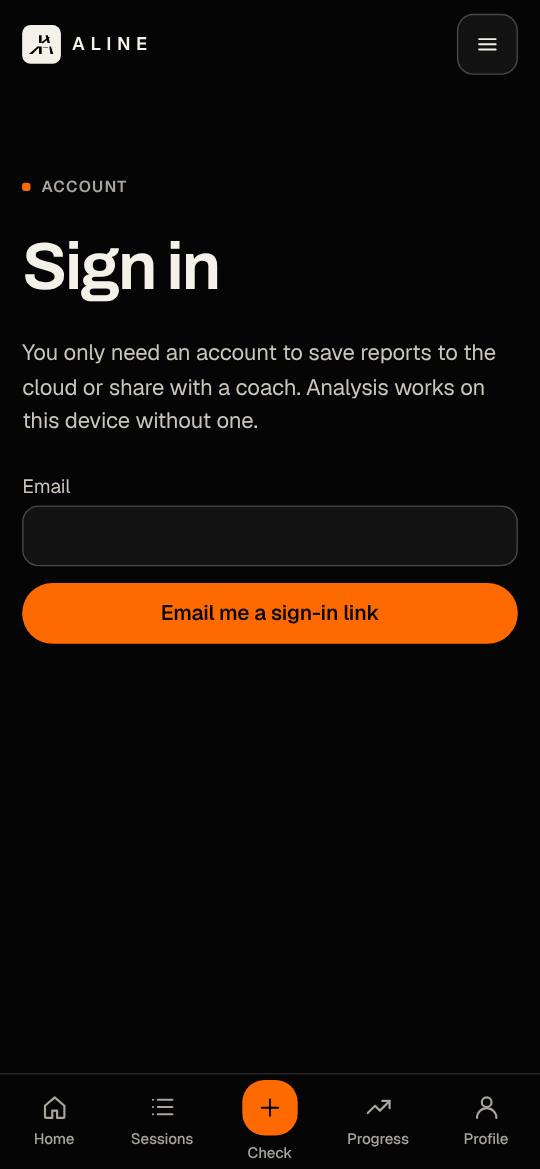 ALINE
ACCOUNT
Sign in
You only need an account to save reports to the
cloud or share with a coach. Analysis works on
this device without one.
Email
Email me a sign-in link
Home
Sessions
Check
Progress
Profile